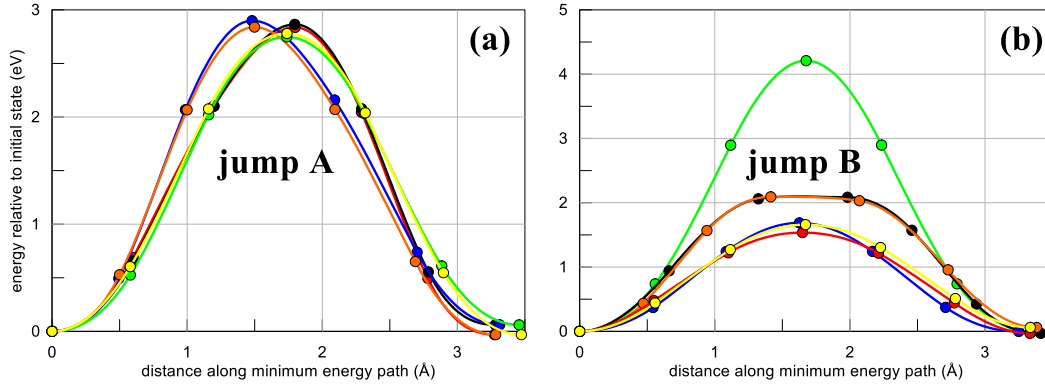 (a)
jump A
energy relative to initial state (eV)
3
2
1
0
0
1
2
3
distance along minimum energy path (Å)
(b)
jump B
5
4
3
2
1
0
0
1
2
3
distance along minimum energy path (Å)